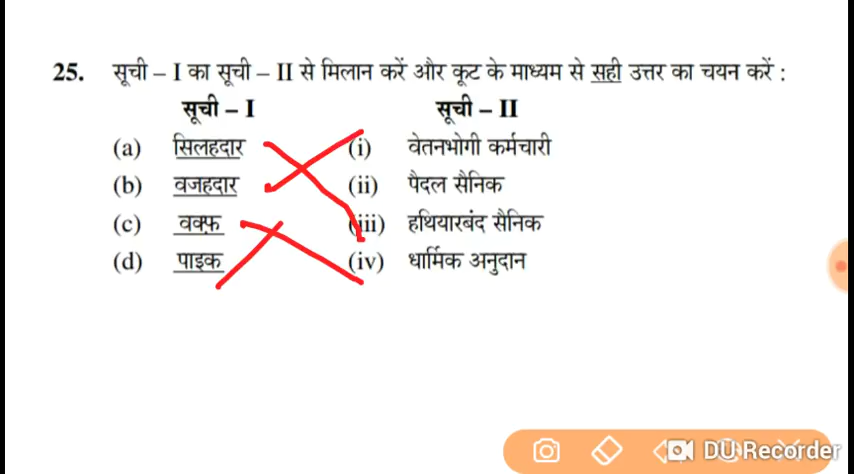 25. सूची – I का सूची – II से मिलान करें और कूट के माध्यम से सही उत्तर का चयन करें :
सूची – I सूची – II
(a) सिलहदार (i) वेतनभोगी कर्मचारी
(b) वजहदार (ii) पैदल सैनिक
(c) वक्फ (iii) हथियारबंद सैनिक
(d) पाइक (iv) धार्मिक अनुदान
DU Recorder